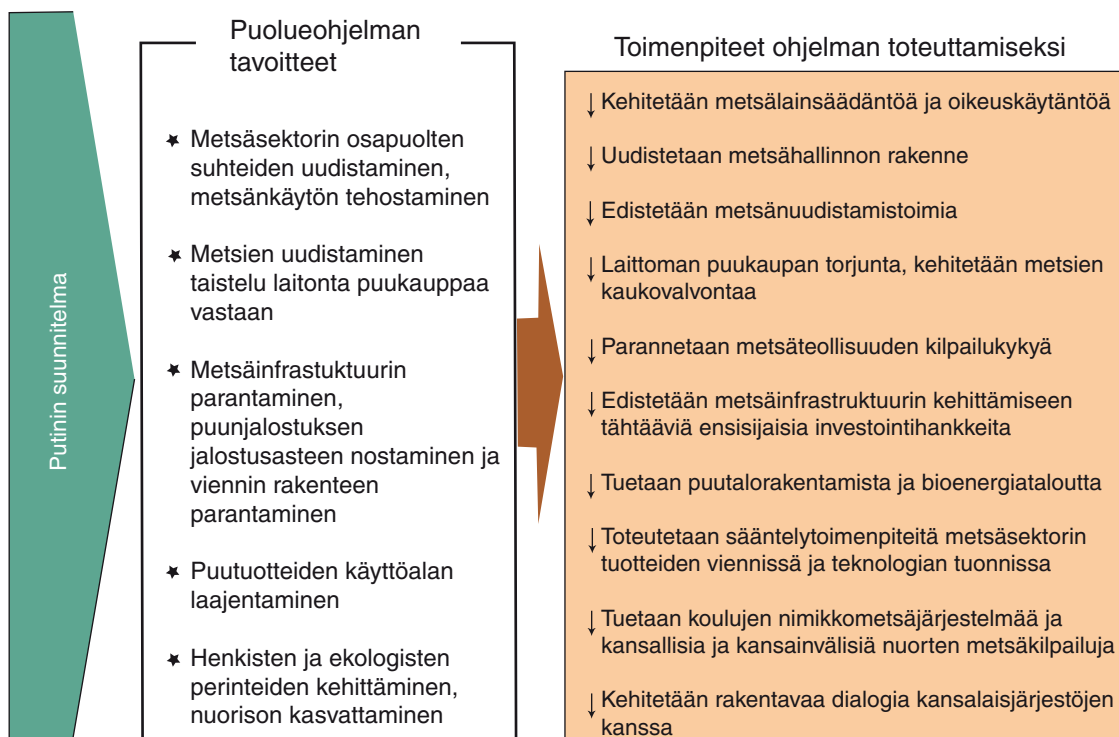 Putinin suunnitelma
Puolueohjelman
tavoitteet
★ Metsäsektorin osapuolten
suhteiden uudistaminen,
metsänkäytön tehostaminen
★ Metsien uudistaminen
taistelu laitonta puukauppaa
vastaan
★ Metsäinfrastuktuurin
parantaminen,
puunjalostuksen
jalostusasteen nostaminen ja
viennin rakenteen
parantaminen
★ Puutuotteiden käyttöalan
laajentaminen
★ Henkisten ja ekologisten
perinteiden kehittäminen,
nuorison kasvattaminen
Toimenpiteet ohjelman toteuttamiseksi
↓ Kehitetään metsälainsäädäntöä ja oikeuskäytäntöä
↓ Uudistetaan metsähallinnon rakenne
↓ Edistetään metsänuudistamistoimia
↓ Laittoman puukaupan torjunta, kehitetään metsien
kaukovalvontaa
↓ Parannetaan metsäteollisuuden kilpailukykyä
↓ Edistetään metsäinfrastruktuurin kehittämiseen
tähtääviä ensisijaisia investointihankkeita
↓ Tuetaan puutalorakentamista ja bioenergiataloutta
↓ Toteutetaan sääntelytoimenpiteitä metsäsektorin
tuotteiden viennissä ja teknologian tuonnissa
↓ Tuetaan koulujen nimikkometsäjärjestelmää ja
kansallisia ja kansainvälisiä nuorten metsäkilpailuja
↓ Kehitetään rakentavaa dialogia kansalaisjärjestöjen
kanssa